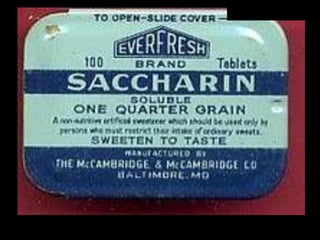 TO OPEN-SLIDE COVER
EVERFRESH
100 BRAND Tablets
SACCHARIN
SOLUBLE
ONE QUARTER GRAIN
A non-nutritive artificial sweetener which should be used only by
persons who must restrict their intake of ordinary sweets.
SWEETEN TO TASTE
MANUFACTURED BY
THE McCAMBRIDGE & McCAMBRIDGE CO
BALTIMORE, MD